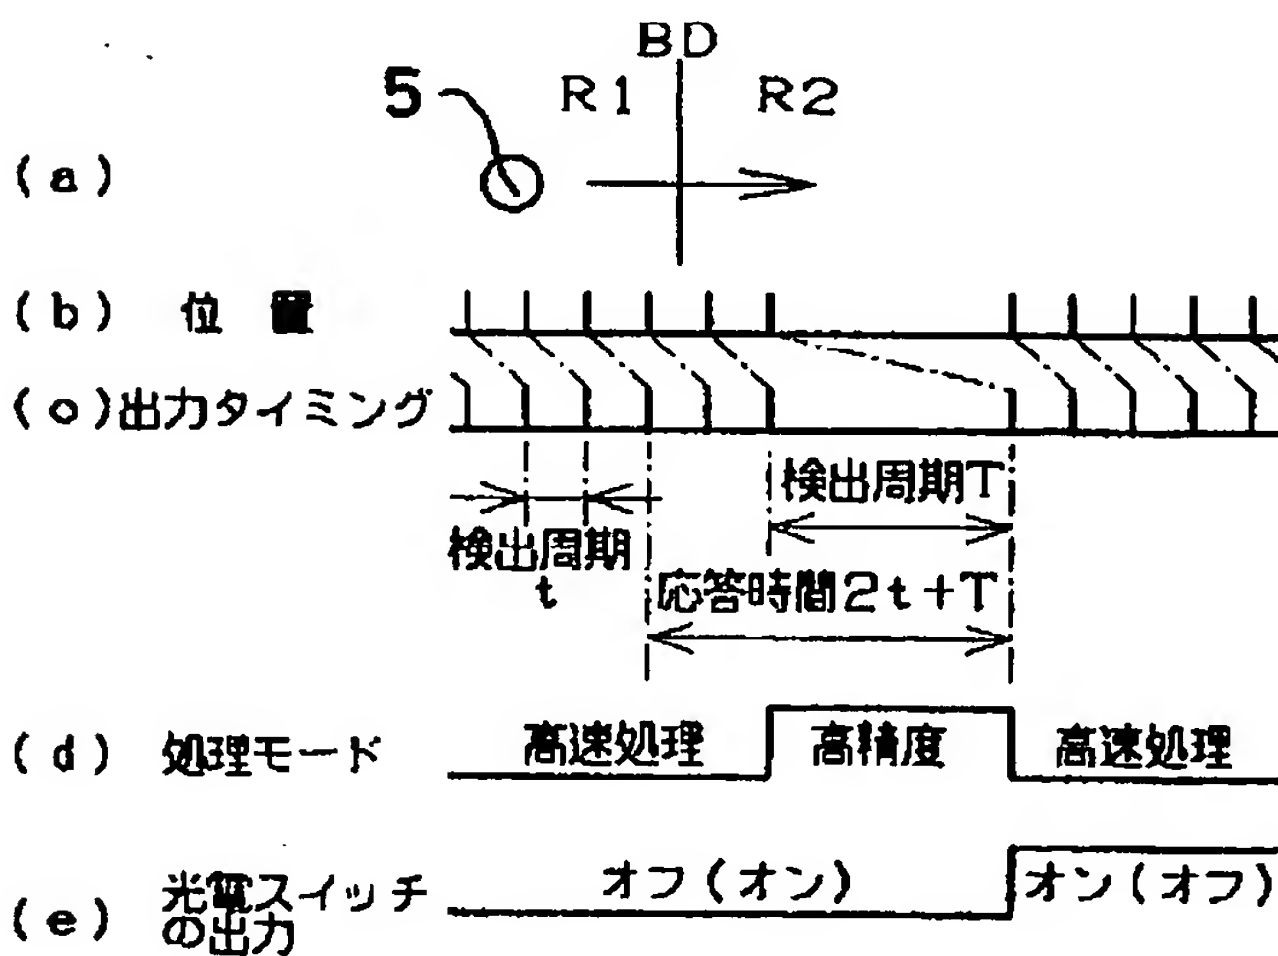 BD
5 R1 R2
(a)
(b) 位 置
(c)出力タイミング
検出周期T
検出周期
t
応答時間2t+T
(d) 処理モード 高速処理 高精度 高速処理
(e) 光電スイッチ
の出力
オフ(オン) オン(オフ)